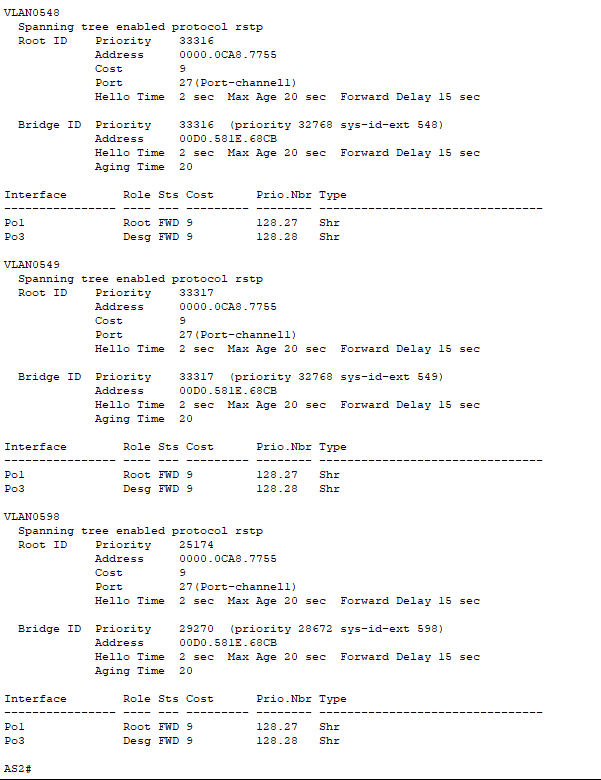 VLAN0548
  Spanning tree enabled protocol rstp
  Root ID    Priority    33316
             Address     0000.0CA8.7755
             Cost        9
             Port        27(Port-channel1)
             Hello Time  2 sec  Max Age 20 sec  Forward Delay 15 sec

  Bridge ID  Priority    33316  (priority 32768 sys-id-ext 548)
             Address     00D0.581E.68CB
             Hello Time  2 sec  Max Age 20 sec  Forward Delay 15 sec
             Aging Time  20

Interface        Role Sts Cost      Prio.Nbr Type
---------------- ---- --- --------- -------- --------------------------------
Po1              Root FWD 9         128.27   Shr
Po3              Desg FWD 9         128.28   Shr

VLAN0549
  Spanning tree enabled protocol rstp
  Root ID    Priority    33317
             Address     0000.0CA8.7755
             Cost        9
             Port        27(Port-channel1)
             Hello Time  2 sec  Max Age 20 sec  Forward Delay 15 sec

  Bridge ID  Priority    33317  (priority 32768 sys-id-ext 549)
             Address     00D0.581E.68CB
             Hello Time  2 sec  Max Age 20 sec  Forward Delay 15 sec
             Aging Time  20

Interface        Role Sts Cost      Prio.Nbr Type
---------------- ---- --- --------- -------- --------------------------------
Po1              Root FWD 9         128.27   Shr
Po3              Desg FWD 9         128.28   Shr

VLAN0598
  Spanning tree enabled protocol rstp
  Root ID    Priority    25174
             Address     0000.0CA8.7755
             Cost        9
             Port        27(Port-channel1)
             Hello Time  2 sec  Max Age 20 sec  Forward Delay 15 sec

  Bridge ID  Priority    29270  (priority 28672 sys-id-ext 598)
             Address     00D0.581E.68CB
             Hello Time  2 sec  Max Age 20 sec  Forward Delay 15 sec
             Aging Time  20

Interface        Role Sts Cost      Prio.Nbr Type
---------------- ---- --- --------- -------- --------------------------------
Po1              Root FWD 9         128.27   Shr
Po3              Desg FWD 9         128.28   Shr

AS2#